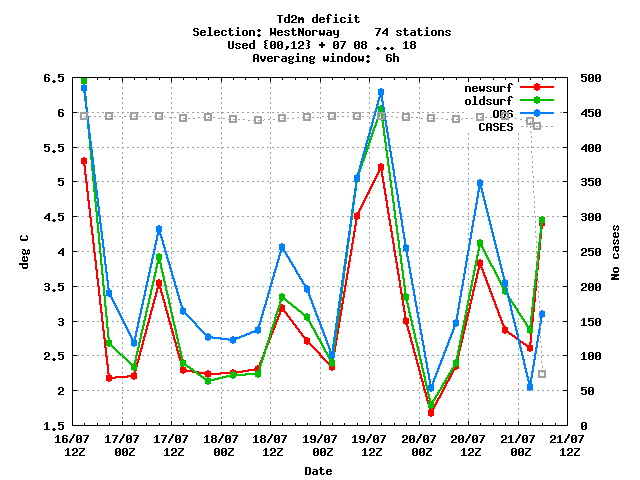 Td2m deficit
Selection: WestNorway     74 stations
Used {00,12} + 07 08 ... 18
Averaging window:  6h
newsurf
oldsurf
OBS
CASES
deg C
6.5
6
5.5
5
4.5
4
3.5
3
2.5
2
1.5
No cases
500
450
400
350
300
250
200
150
100
50
0
16/07 17/07 17/07 18/07 18/07 19/07 19/07 20/07 20/07 21/07 21/07
12Z 00Z 12Z 00Z 12Z 00Z 12Z 00Z 12Z 00Z 12Z
Date